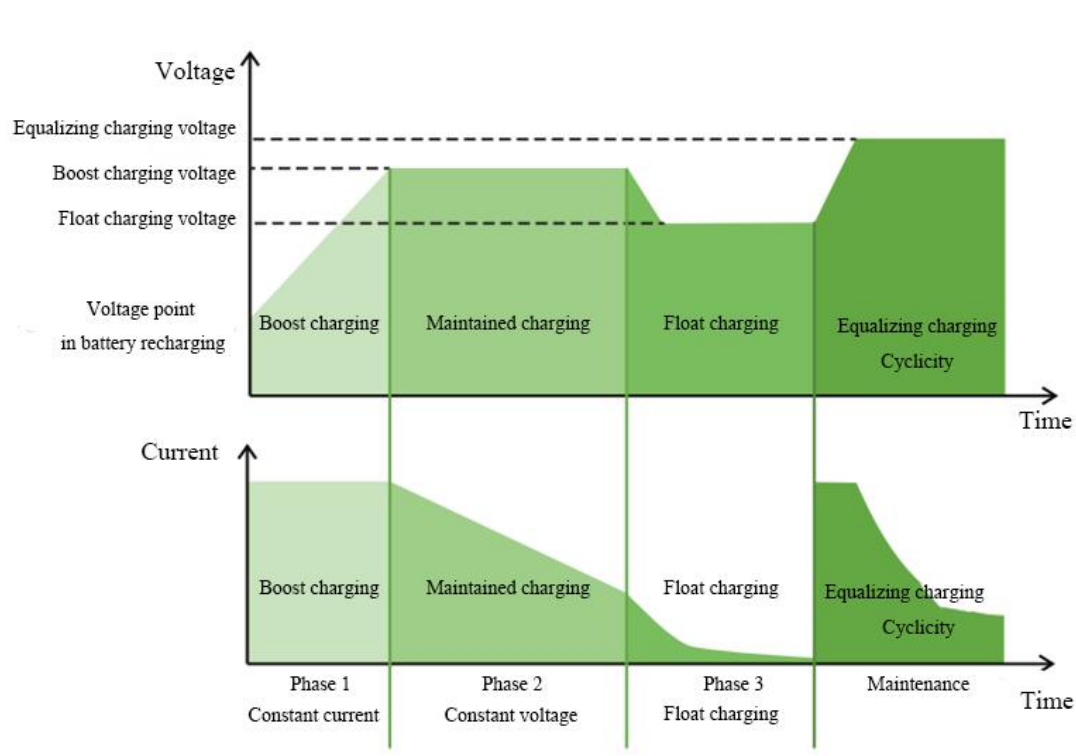 Voltage
Equalizing charging voltage
Boost charging voltage
Float charging voltage
Voltage point
in battery recharging
Boost charging
Maintained charging
Float charging
Equalizing charging
Cyclicity
Time
Current
Boost charging
Maintained charging
Float charging
Equalizing charging
Cyclicity
Phase 1
Constant current
Phase 2
Constant voltage
Phase 3
Float charging
Maintenance
Time